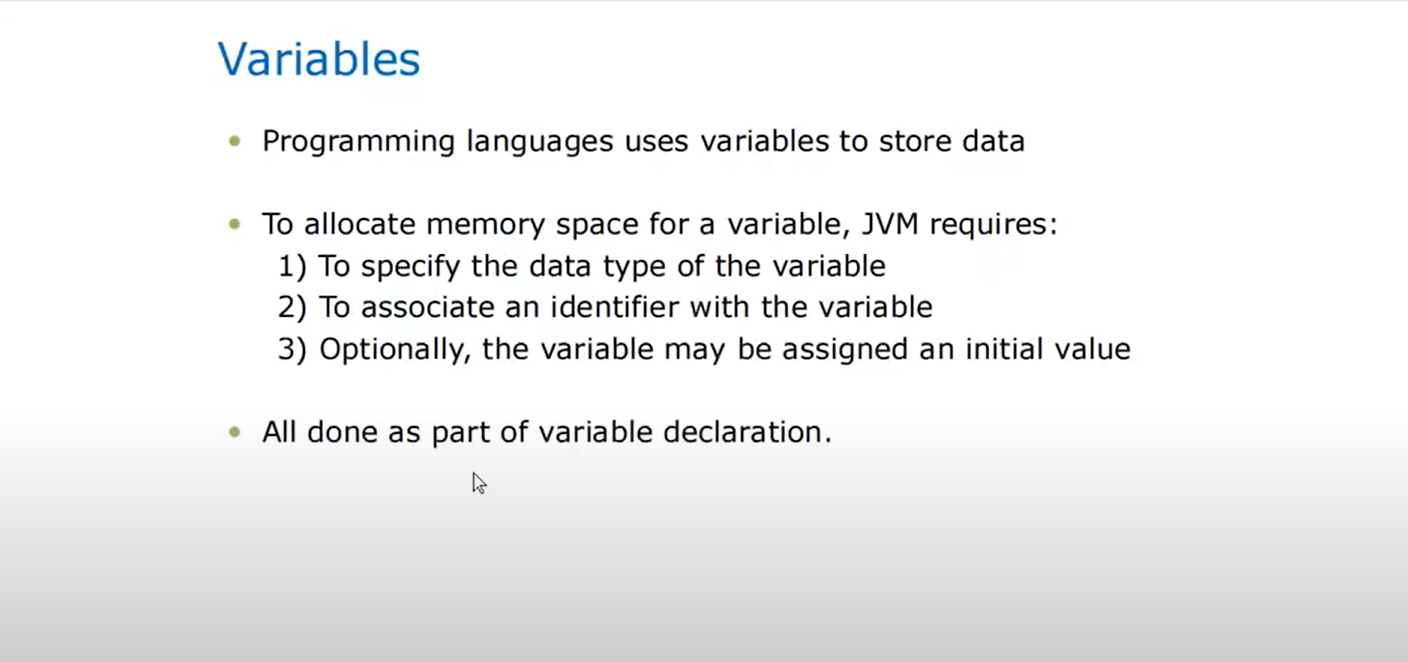 Variables
• Programming languages uses variables to store data
• To allocate memory space for a variable, JVM requires:
1) To specify the data type of the variable
2) To associate an identifier with the variable
3) Optionally, the variable may be assigned an initial value
• All done as part of variable declaration.